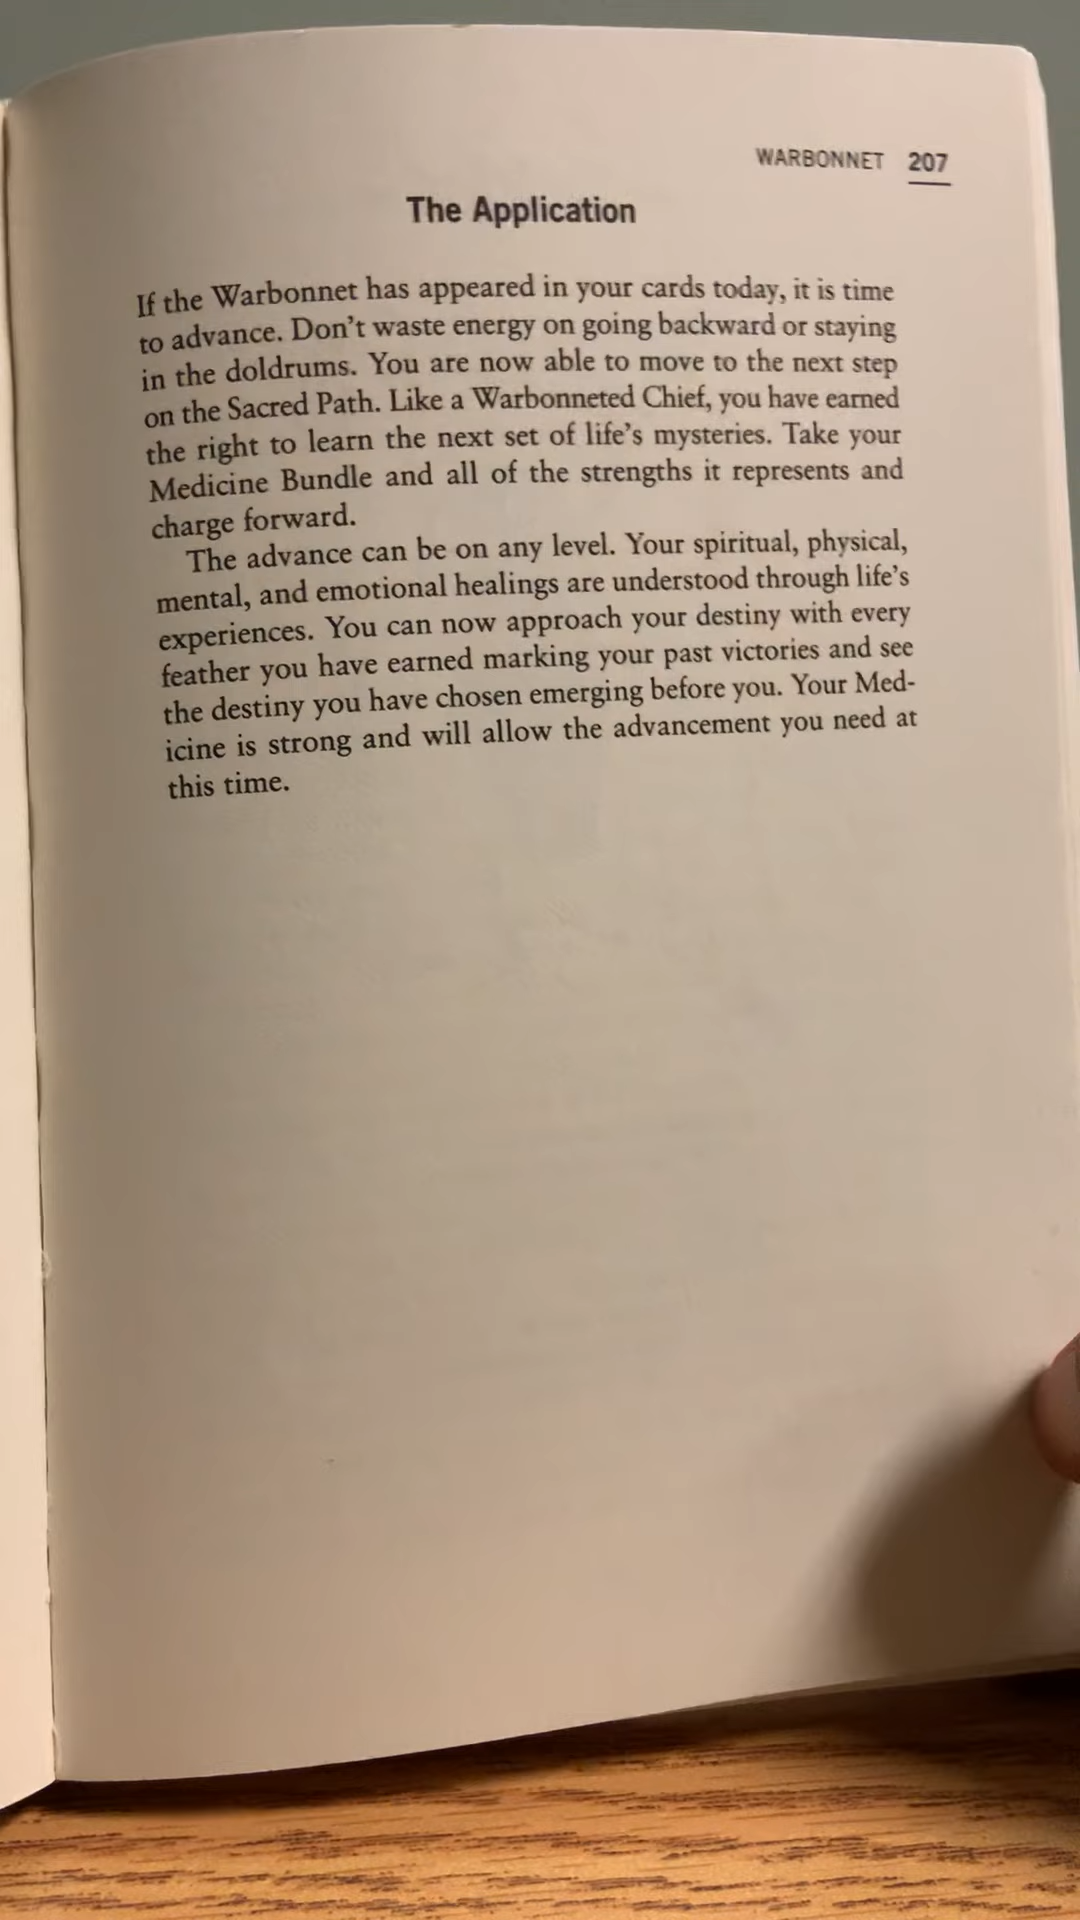 WARBONNET 207
The Application
If the Warbonnet has appeared in your cards today, it is time
to advance. Don't waste energy on going backward or staying
in the doldrums. You are now able to move to the next step
on the Sacred Path. Like a Warbonneted Chief, you have earned
the right to learn the next set of life's mysteries. Take your
Medicine Bundle and all of the strengths it represents and
charge forward.
The advance can be on any level. Your spiritual, physical,
mental, and emotional healings are understood through life's
experiences. You can now approach your destiny with every
feather you have earned marking your past victories and see
the destiny you have chosen emerging before you. Your Med-
icine is strong and will allow the advancement you need at
this time.